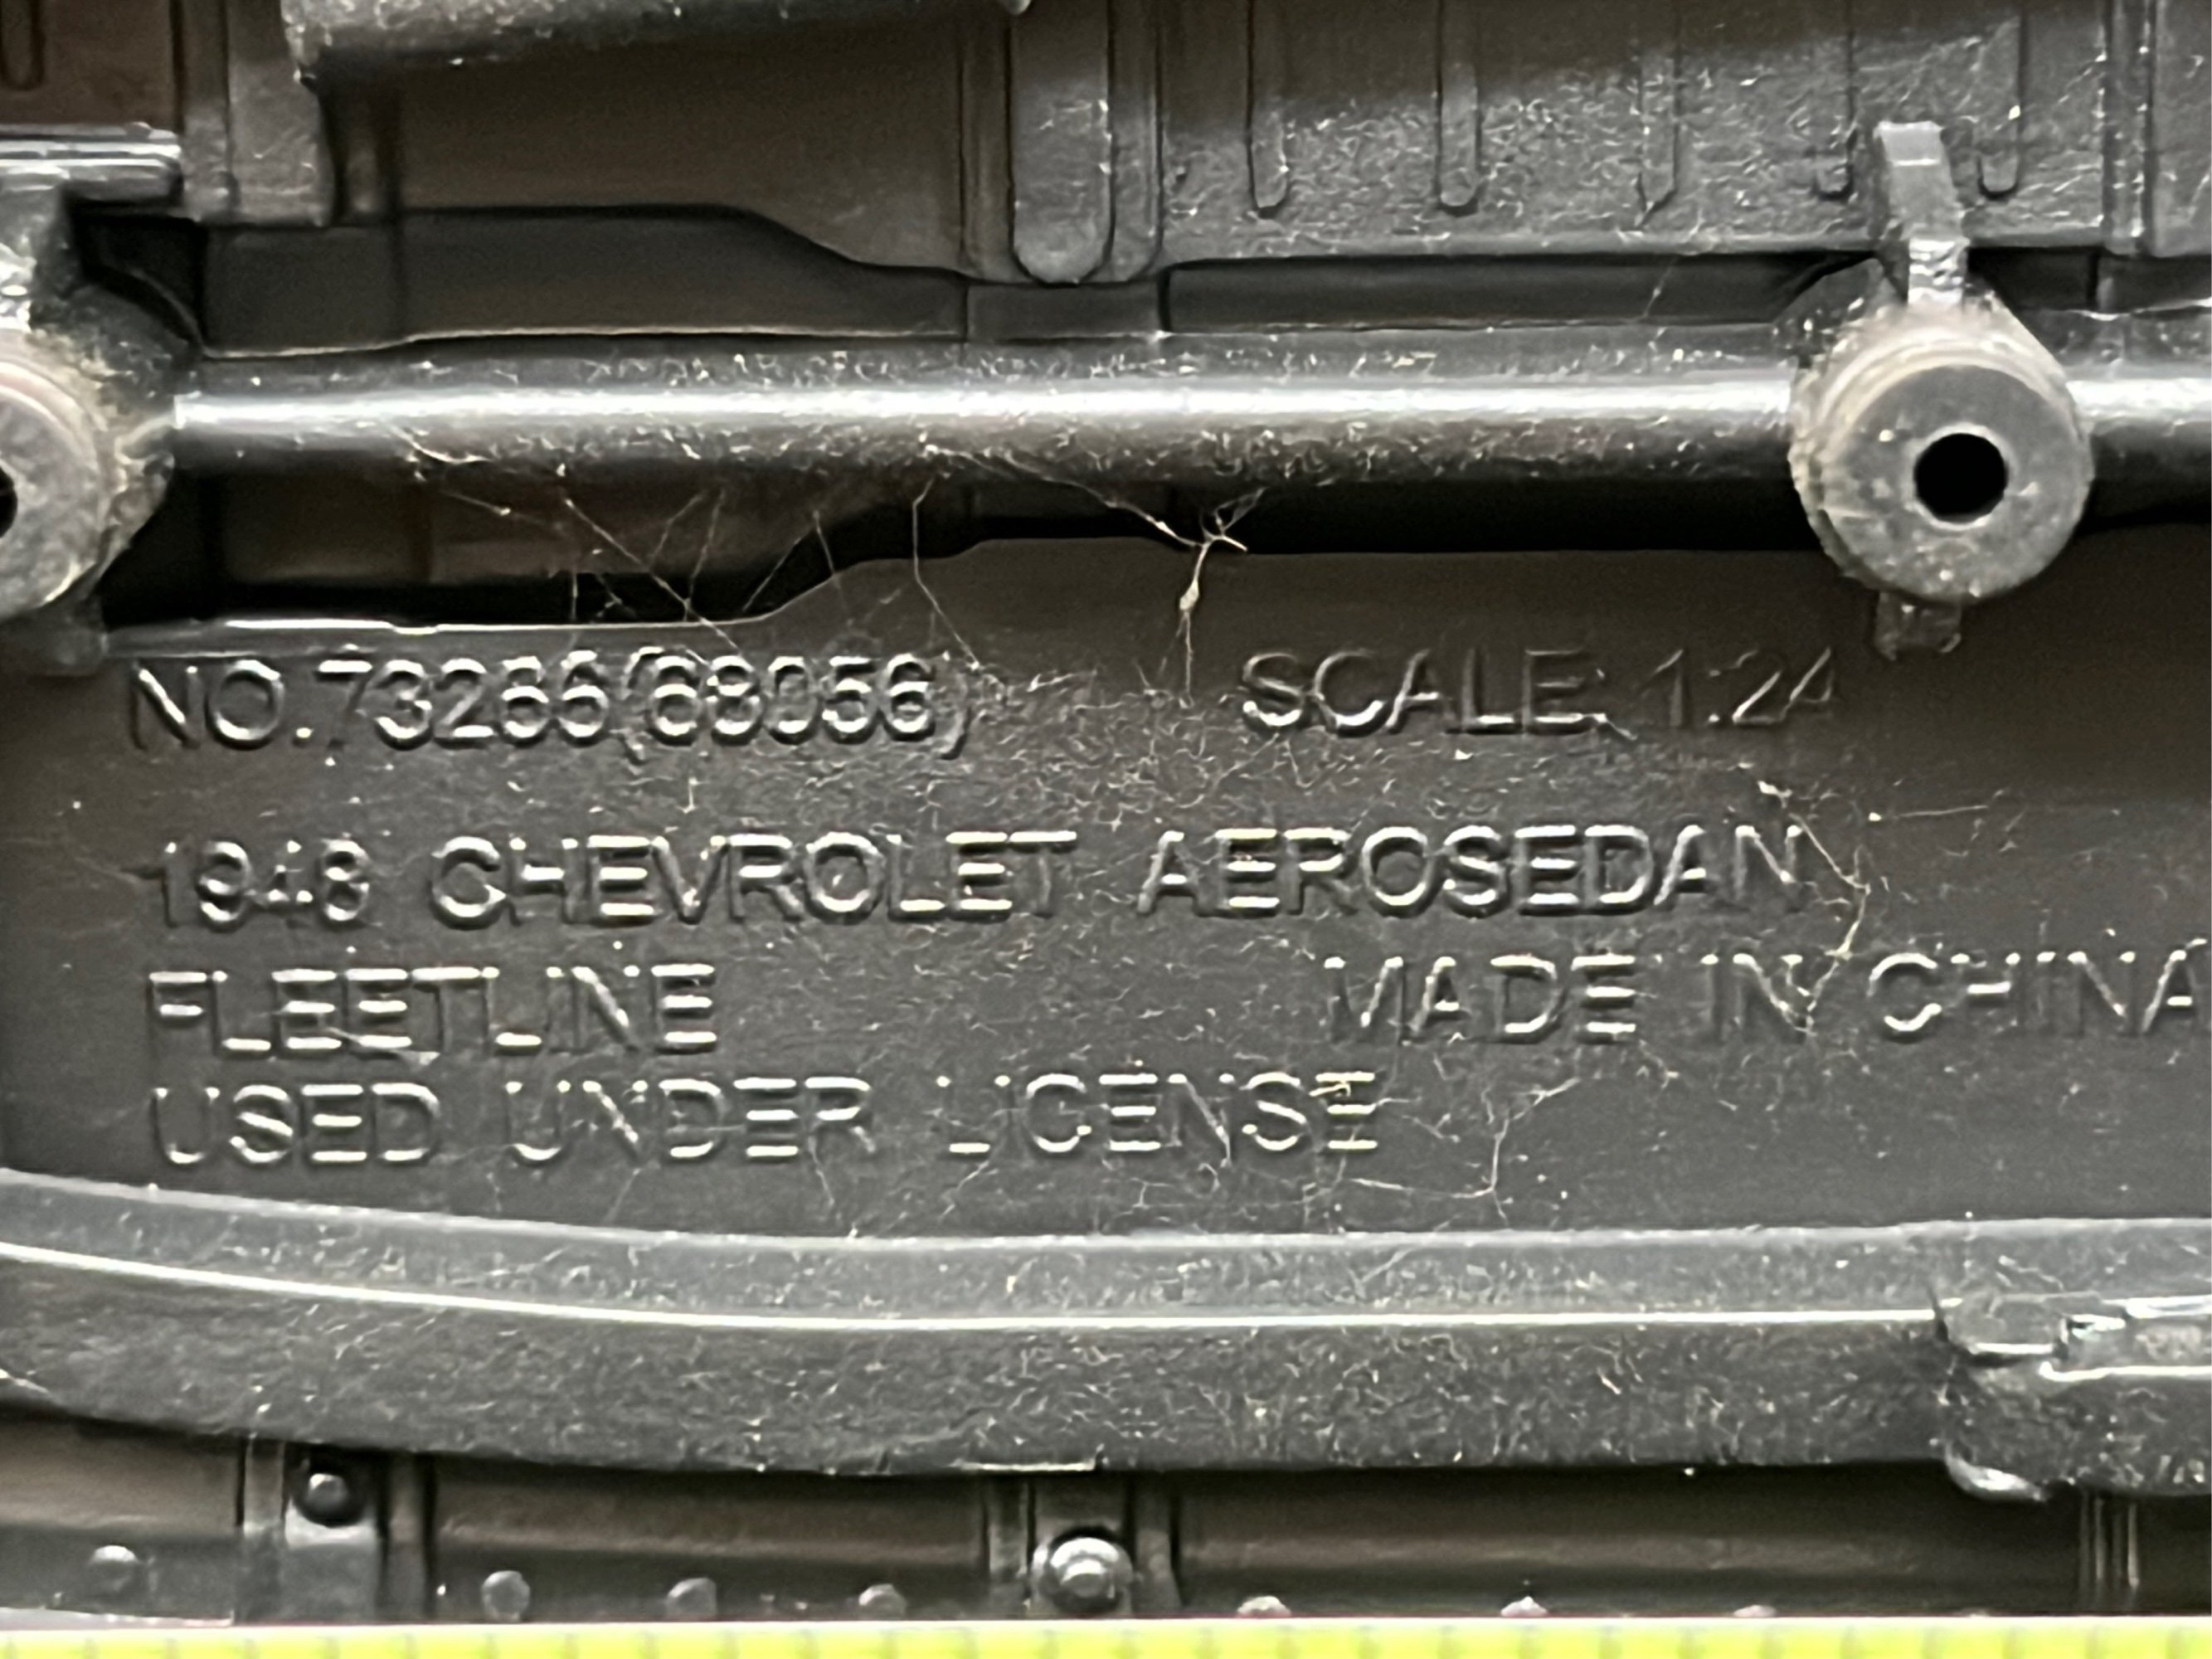 NO.73266(68056) SCALE: 1:24
1948 CHEVROLET AEROSEDAN
FLEETLINE MADE IN CHINA
USED UNDER LICENSE